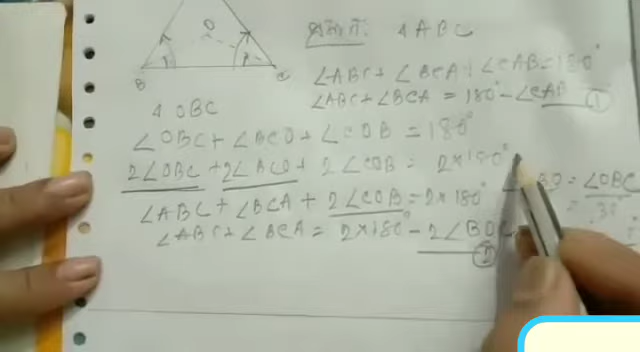 O
B
C
প্রমাণ: Δ ABC
∠ABC + ∠BCA + ∠CAB = 180°
∠ABC + ∠BCA = 180° - ∠CAB ①
Δ OBC
∠OBC + ∠BCO + ∠COB = 180°
2∠OBC + 2∠BCO + 2∠COB = 2×180°
= ∠OBC
∠ABC + ∠BCA + 2∠COB = 2×180°
∠ABC + ∠BCA = 2×180° - 2∠BOC